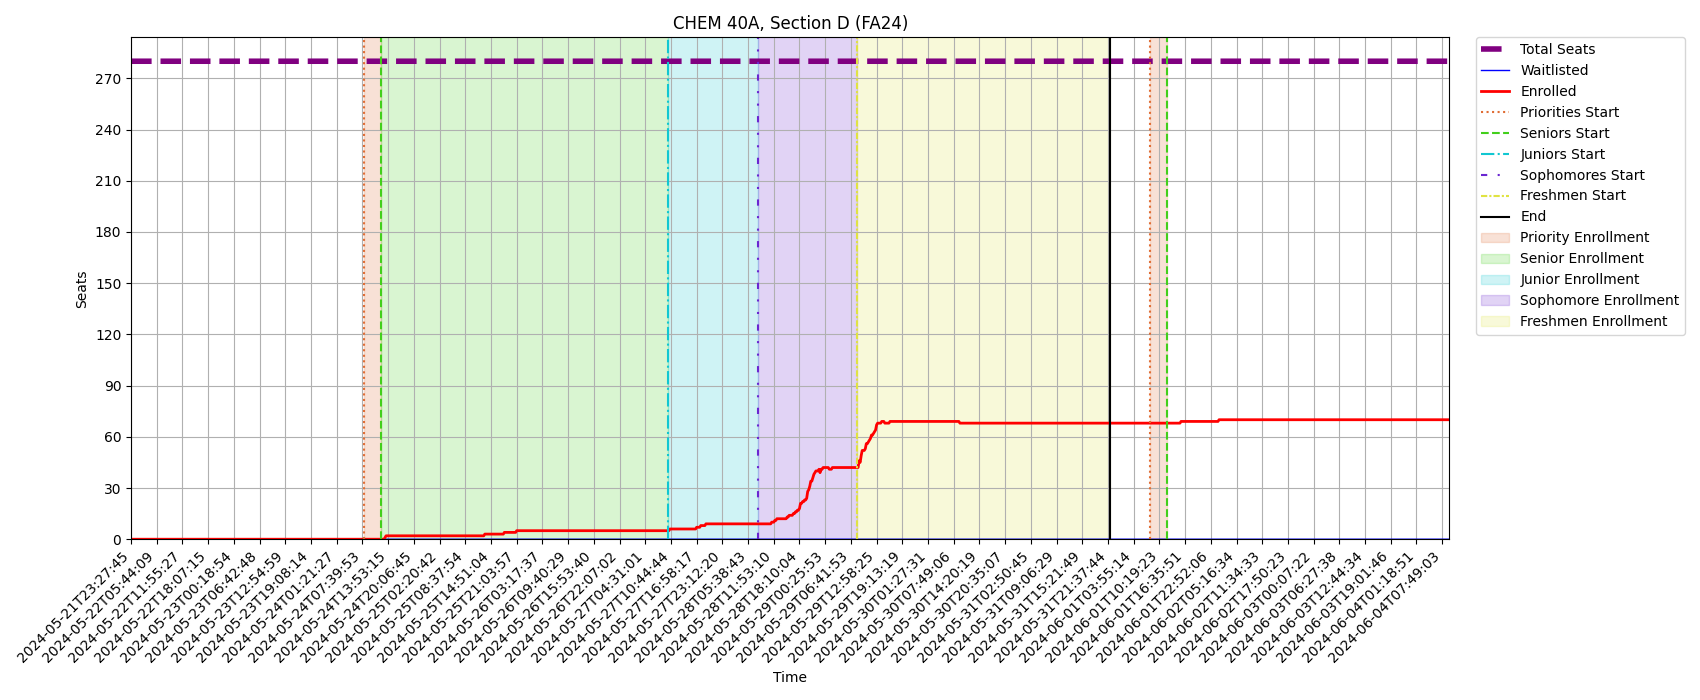 CHEM 40A, Section D (FA24)
Seats
270
240
210
180
150
120
90
60
30
0
2024-05-21T23:27:45
2024-05-22T05:44:09
2024-05-22T11:55:27
2024-05-22T18:07:15
2024-05-23T00:18:54
2024-05-23T06:42:48
2024-05-23T12:54:59
2024-05-23T19:08:14
2024-05-24T01:21:27
2024-05-24T07:39:53
2024-05-24T13:53:15
2024-05-24T20:06:45
2024-05-25T02:20:42
2024-05-25T08:37:54
2024-05-25T14:51:04
2024-05-25T21:03:57
2024-05-26T03:17:37
2024-05-26T09:40:29
2024-05-26T15:53:40
2024-05-26T22:07:02
2024-05-27T04:31:01
2024-05-27T10:44:44
2024-05-27T16:58:17
2024-05-27T23:12:20
2024-05-28T05:38:43
2024-05-28T11:53:10
2024-05-28T18:10:04
2024-05-29T00:25:53
2024-05-29T06:41:53
2024-05-29T12:58:25
2024-05-29T19:13:19
2024-05-30T01:27:31
2024-05-30T07:49:06
2024-05-30T14:20:19
2024-05-30T20:35:07
2024-05-31T02:50:45
2024-05-31T09:06:29
2024-05-31T15:21:49
2024-05-31T21:37:44
2024-06-01T03:55:14
2024-06-01T10:19:23
2024-06-01T16:35:51
2024-06-01T22:52:06
2024-06-02T05:16:34
2024-06-02T11:34:33
2024-06-02T17:50:23
2024-06-03T00:07:22
2024-06-03T06:27:38
2024-06-03T12:44:34
2024-06-03T19:01:46
2024-06-04T01:18:51
2024-06-04T07:49:03
Time
Total Seats
Waitlisted
Enrolled
Priorities Start
Seniors Start
Juniors Start
Sophomores Start
Freshmen Start
End
Priority Enrollment
Senior Enrollment
Junior Enrollment
Sophomore Enrollment
Freshmen Enrollment